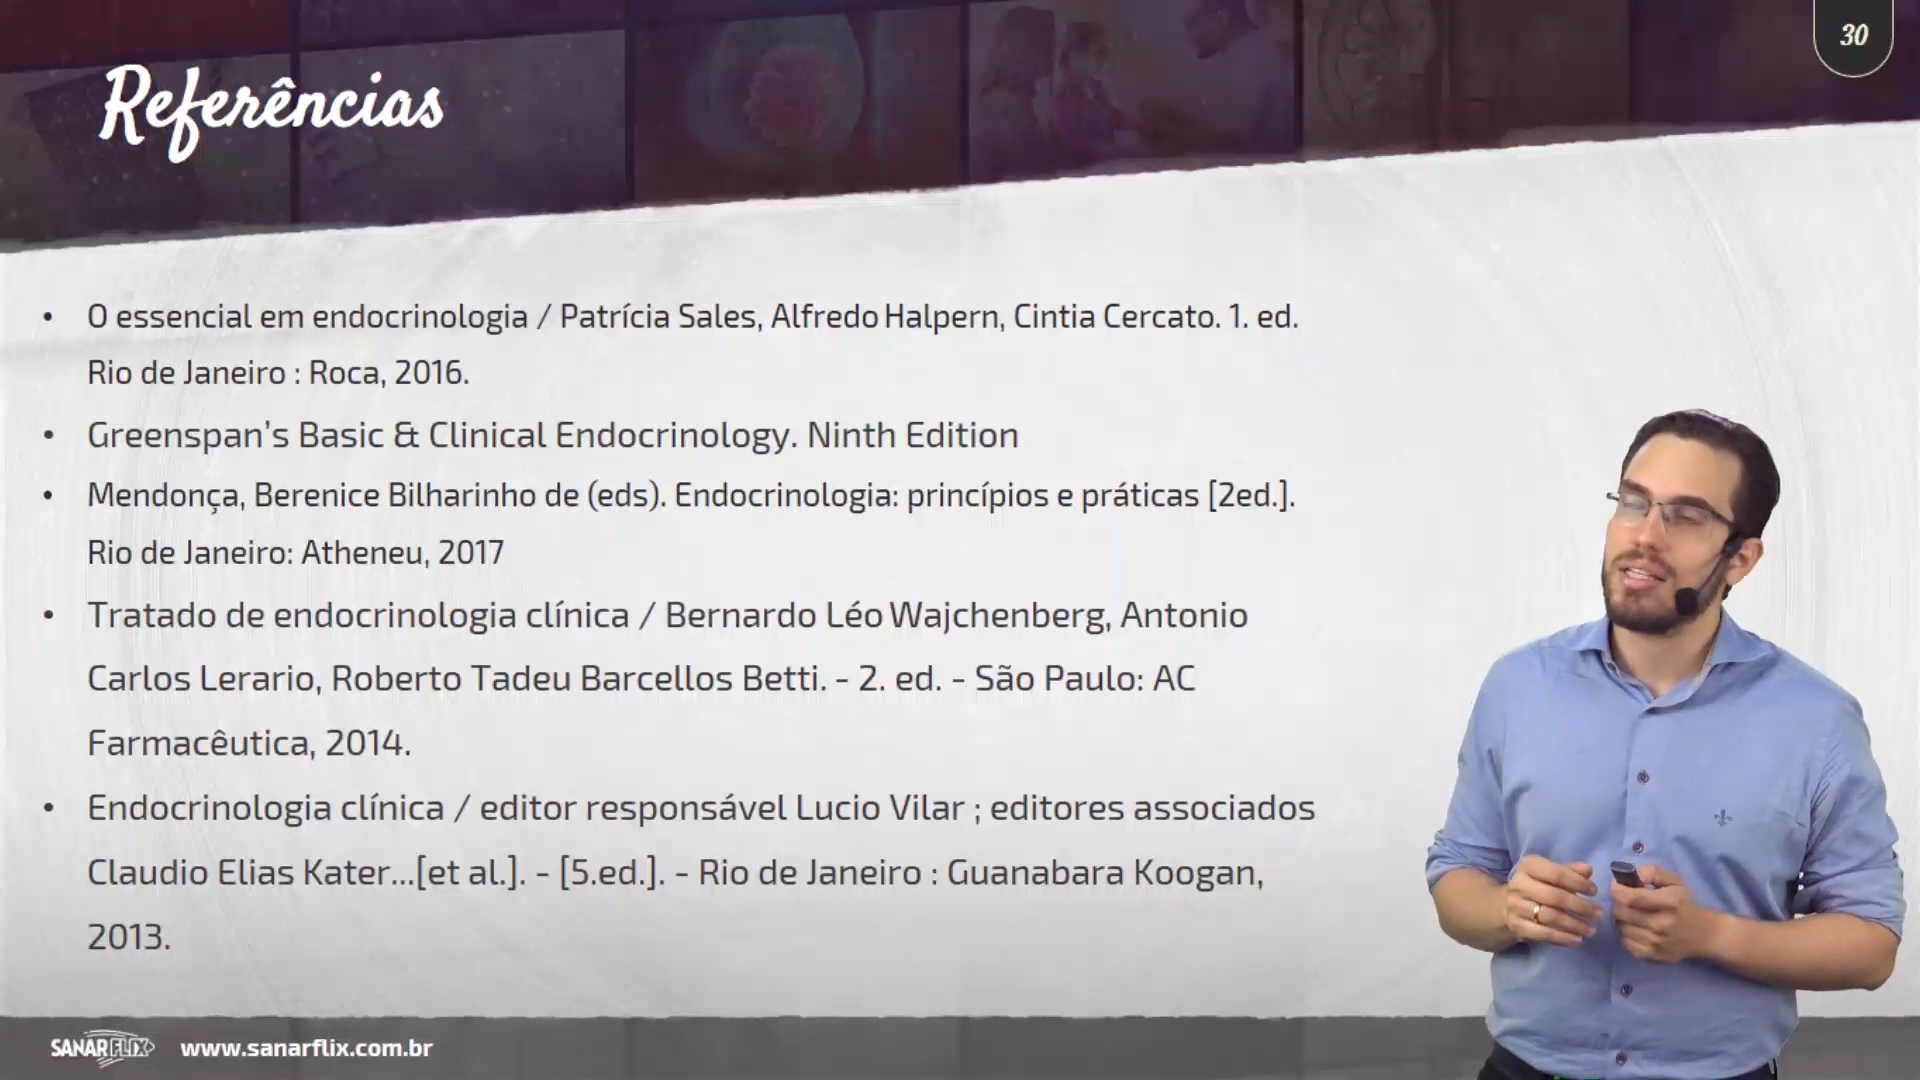 30
Referências
• O essencial em endocrinologia / Patrícia Sales, Alfredo Halpern, Cintia Cercato. 1. ed.
Rio de Janeiro : Roca, 2016.
• Greenspan’s Basic & Clinical Endocrinology. Ninth Edition
• Mendonça, Berenice Bilharinho de (eds). Endocrinologia: princípios e práticas [2ed.].
Rio de Janeiro: Atheneu, 2017
• Tratado de endocrinologia clínica / Bernardo Léo Wajchenberg, Antonio
Carlos Lerario, Roberto Tadeu Barcellos Betti. - 2. ed. - São Paulo: AC
Farmacêutica, 2014.
• Endocrinologia clínica / editor responsável Lucio Vilar ; editores associados
Claudio Elias Kater...[et al.]. - [5.ed.]. - Rio de Janeiro : Guanabara Koogan,
2013.
SANARFLIX www.sanarflix.com.br